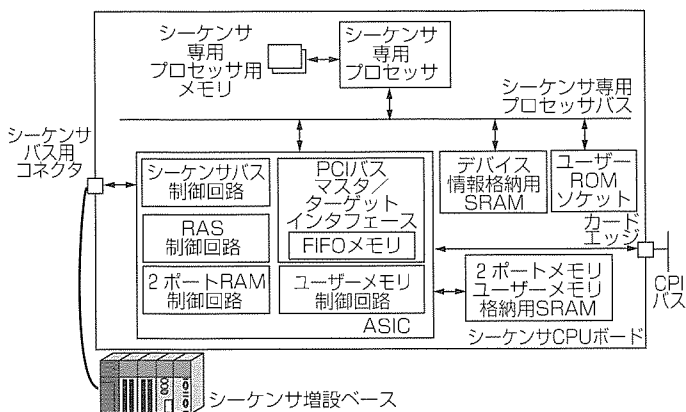 シーケンサ
専用
プロセッサ用
メモリ
シーケンサ
専用
プロセッサ
シーケンサ専用
プロセッサバス
シーケンサ
バス用
コネクタ
シーケンサバス
制御回路
PCIバス
マスタ/
ターゲット
インタフェース
FIFOメモリ
RAS
制御回路
2ポートRAM
制御回路
ユーザーメモリ
制御回路
ASIC
デバイス
情報格納用
SRAM
ユーザー
ROM
ソケット
カード
エッジ
CPI
バス
2ポートメモリ
ユーザーメモリ
格納用SRAM
シーケンサCPUボード
シーケンサ増設ベース